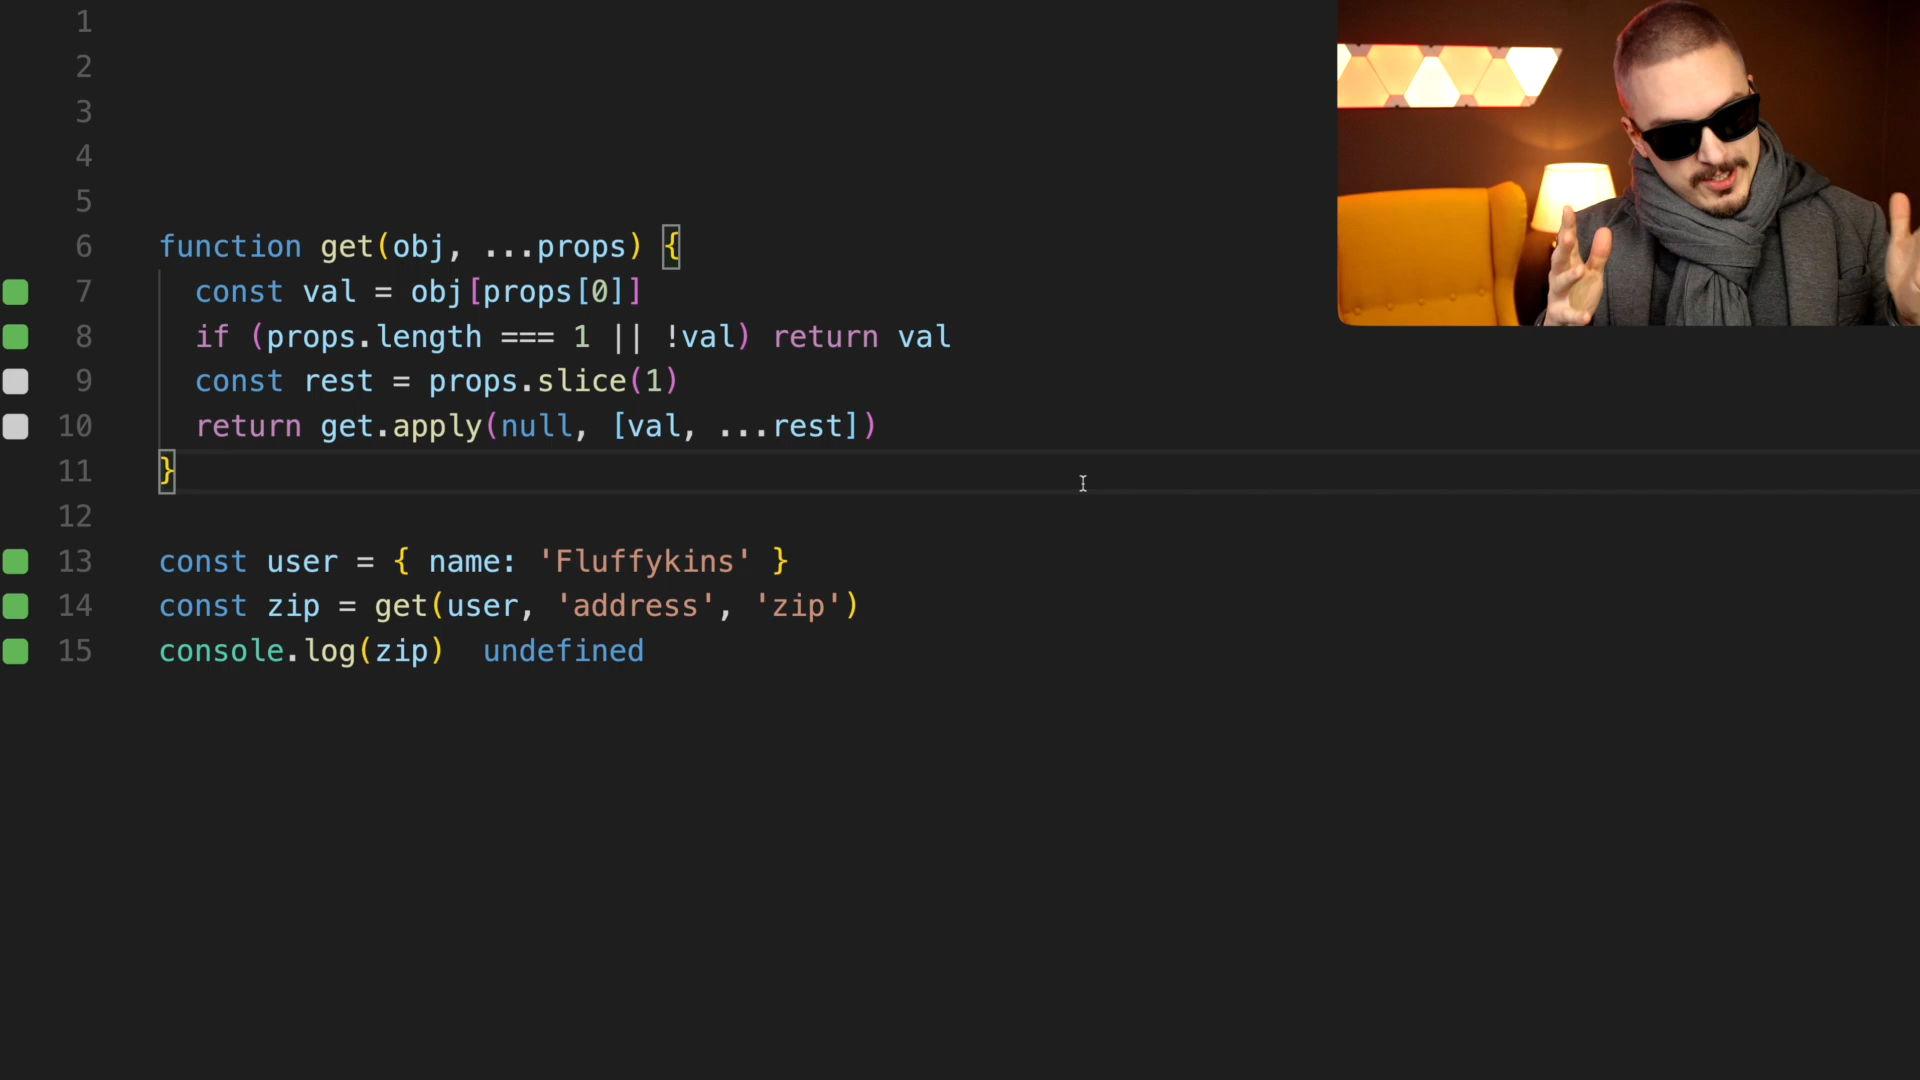 1
2
3
4
5
6 function get(obj, ...props) {
7 const val = obj[props[0]]
8 if (props.length === 1 || !val) return val
9 const rest = props.slice(1)
10 return get.apply(null, [val, ...rest])
11 }
12
13 const user = { name: 'Fluffykins' }
14 const zip = get(user, 'address', 'zip')
15 console.log(zip) undefined